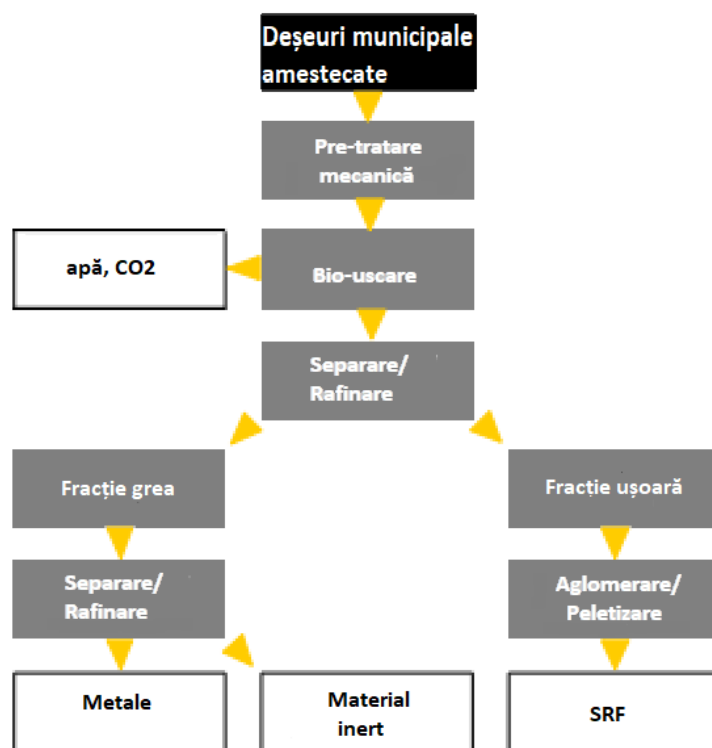 Deșeuri municipale
amestecate
Pre-tratare
mecanică
apă, CO2
Bio-uscare
Separare/
Rafinare
Fracție grea
Fracție ușoară
Separare/
Rafinare
Aglomerare/
Peletizare
Metale
Material
inert
SRF